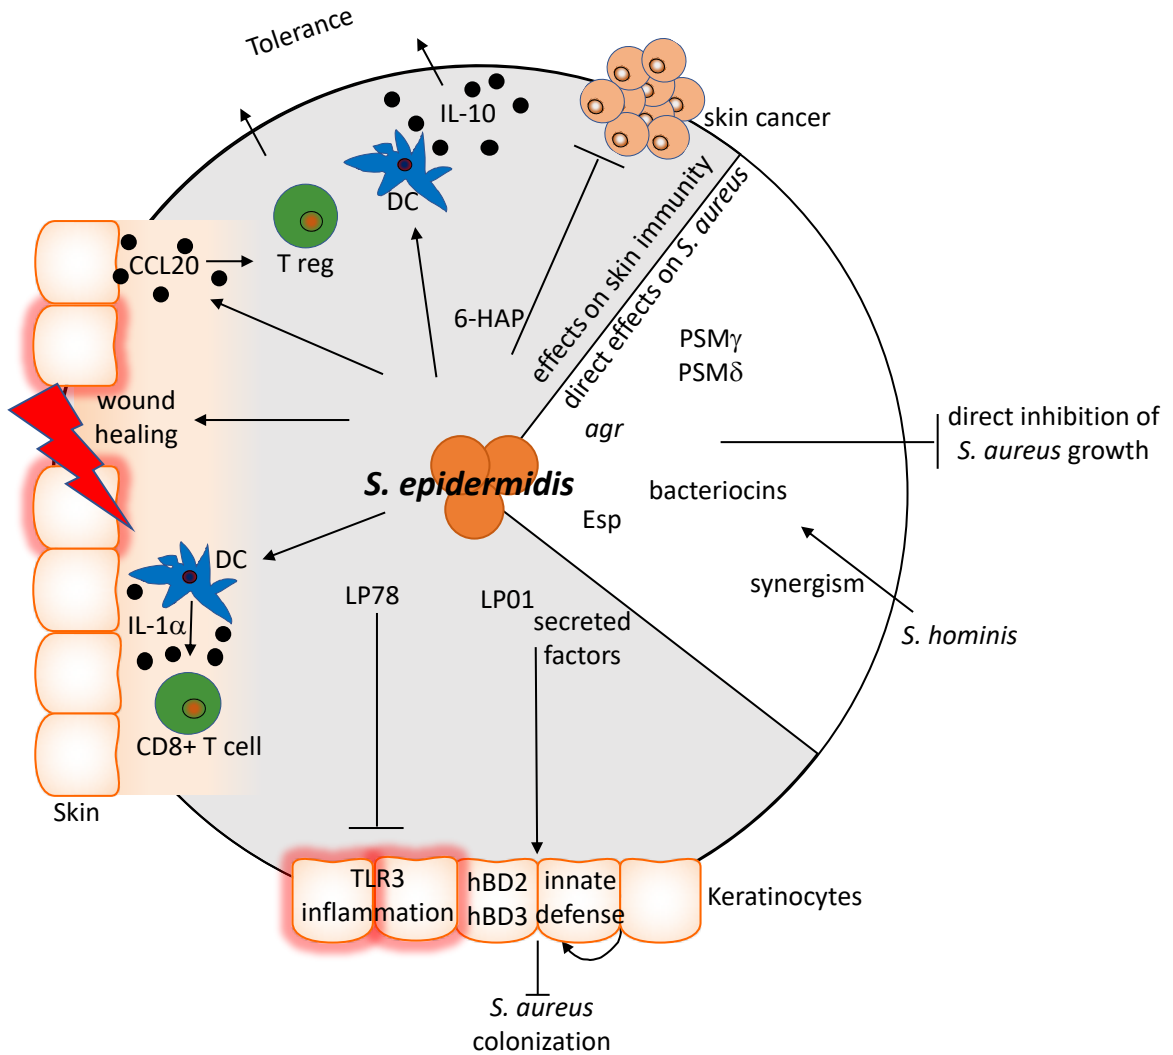 Tolerance
IL-10
skin cancer
DC
CCL20
T reg
6-HAP
effects on skin immunity
direct effects on S. aureus
PSMγ
PSMδ
wound
healing
agr
direct inhibition of
S. aureus growth
S. epidermidis
bacteriocins
Esp
DC
synergism
LP78
LP01
IL-1α
secreted
factors
S. hominis
CD8+ T cell
Skin
TLR3
inflammation
hBD2
hBD3
innate
defense
Keratinocytes
S. aureus
colonization